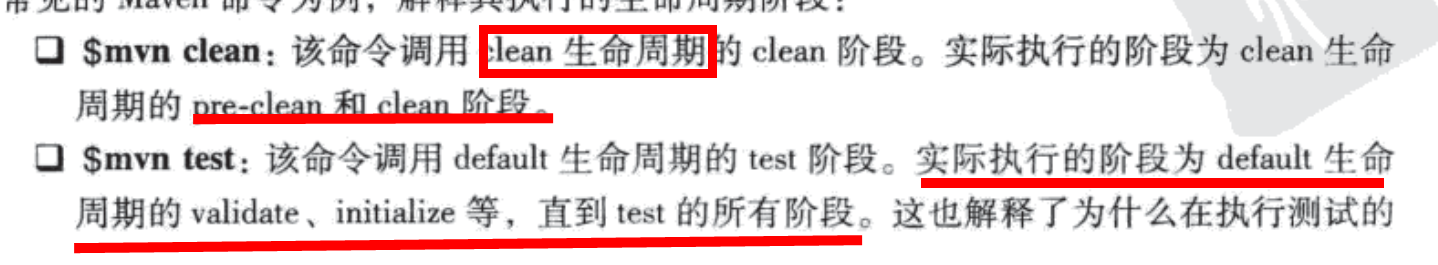 常见的 Maven 命令为例，解释其执行的生命周期阶段：
❑ $mvn clean：该命令调用 clean 生命周期的 clean 阶段。实际执行的阶段为 clean 生命
周期的 pre-clean 和 clean 阶段。
❑ $mvn test：该命令调用 default 生命周期的 test 阶段。实际执行的阶段为 default 生命
周期的 validate、initialize 等，直到 test 的所有阶段。这也解释了为什么在执行测试的